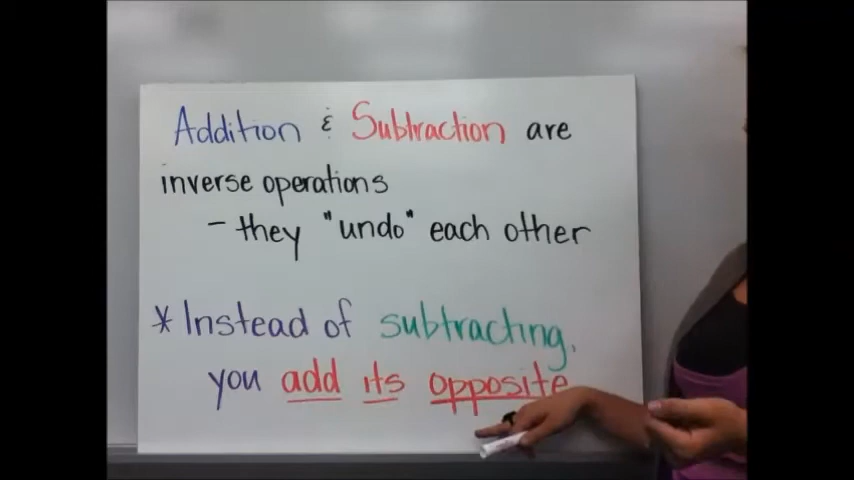 Addition & Subtraction are
inverse operations
- they "undo" each other
* Instead of subtracting,
you add its opposite